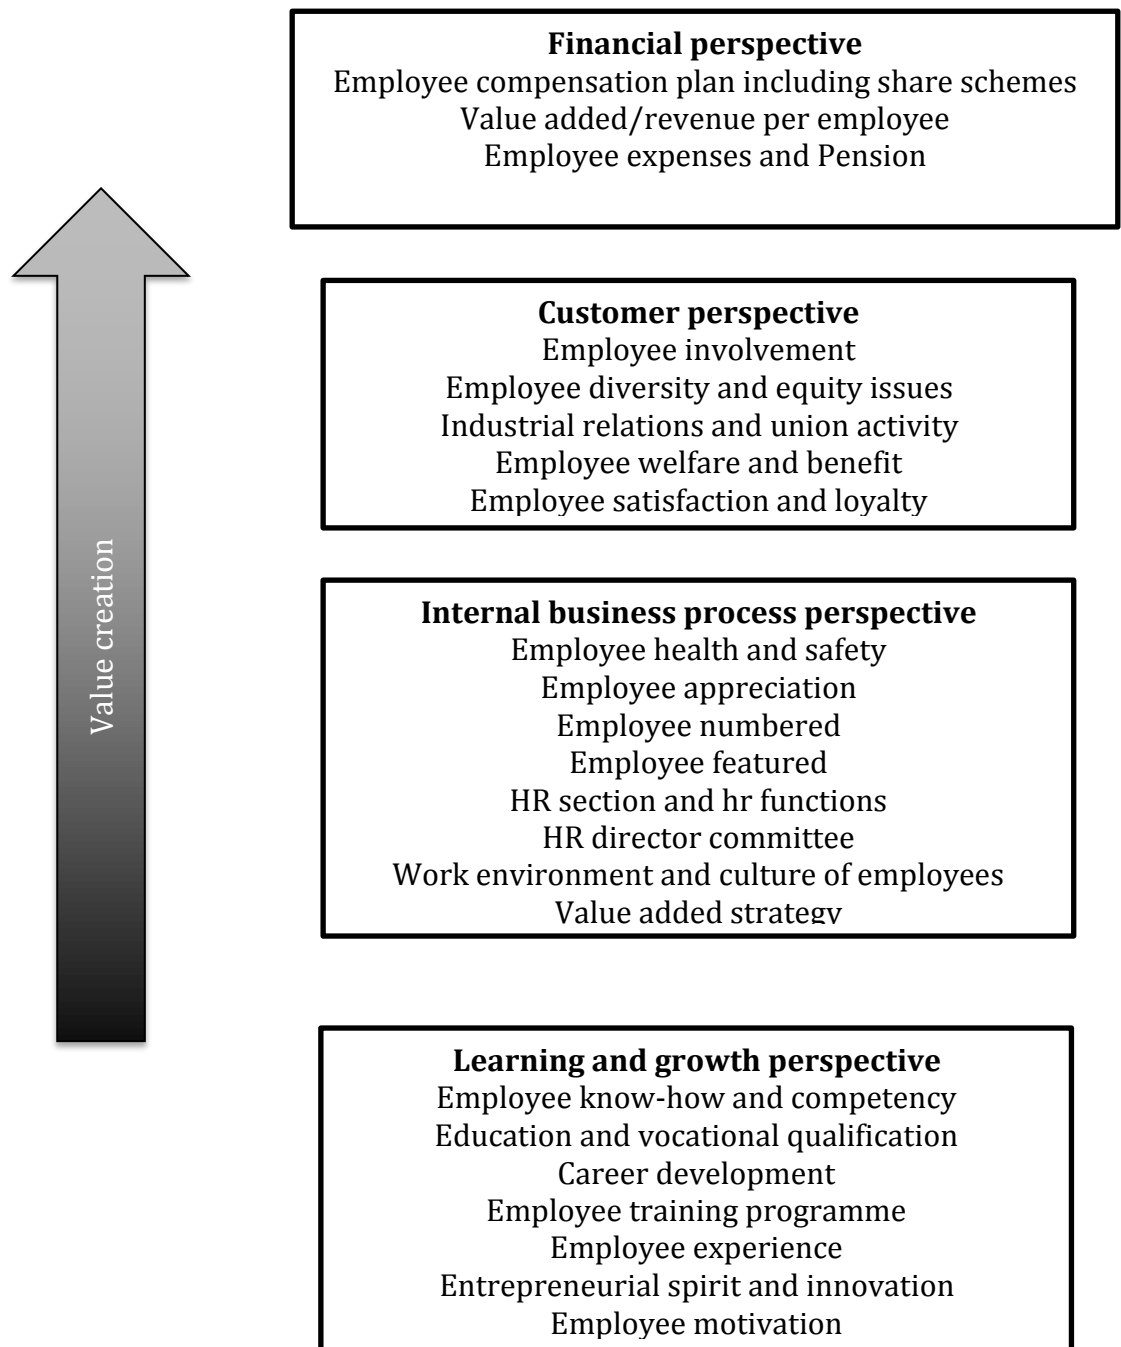 Financial perspective
Employee compensation plan including share schemes
Value added/revenue per employee
Employee expenses and Pension
Customer perspective
Employee involvement
Employee diversity and equity issues
Industrial relations and union activity
Employee welfare and benefit
Employee satisfaction and loyalty
Value creation
Internal business process perspective
Employee health and safety
Employee appreciation
Employee numbered
Employee featured
HR section and hr functions
HR director committee
Work environment and culture of employees
Value added strategy
Learning and growth perspective
Employee know-how and competency
Education and vocational qualification
Career development
Employee training programme
Employee experience
Entrepreneurial spirit and innovation
Employee motivation